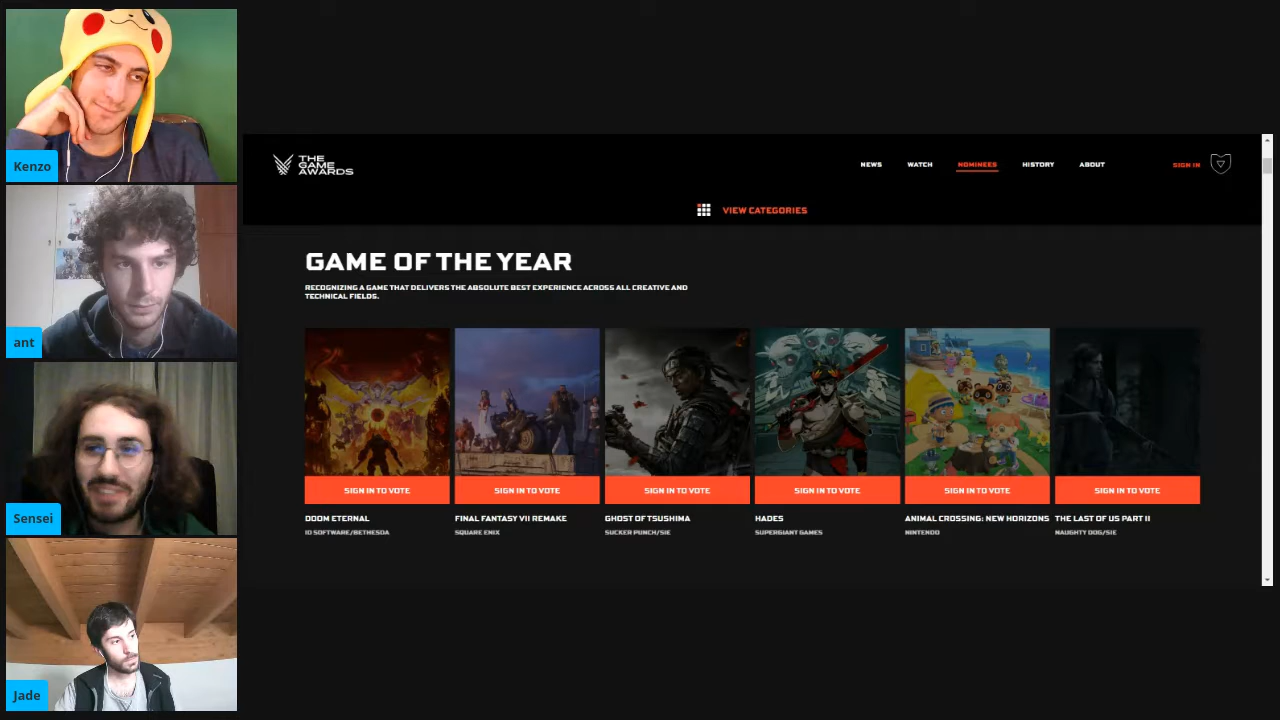 Kenzo
ant
Sensei
Jade
THE
GAME
AWARDS
NEWS WATCH NOMINEES HISTORY ABOUT SIGN IN
VIEW CATEGORIES
GAME OF THE YEAR
RECOGNIZING A GAME THAT DELIVERS THE ABSOLUTE BEST EXPERIENCE ACROSS ALL CREATIVE AND
TECHNICAL FIELDS.
SIGN IN TO VOTE SIGN IN TO VOTE SIGN IN TO VOTE SIGN IN TO VOTE SIGN IN TO VOTE SIGN IN TO VOTE
DOOM ETERNAL FINAL FANTASY VII REMAKE GHOST OF TSUSHIMA HADES ANIMAL CROSSING: NEW HORIZONS THE LAST OF US PART II
ID SOFTWARE/BETHESDA SQUARE ENIX SUCKER PUNCH/SIE SUPERGIANT GAMES NINTENDO NAUGHTY DOG/SIE